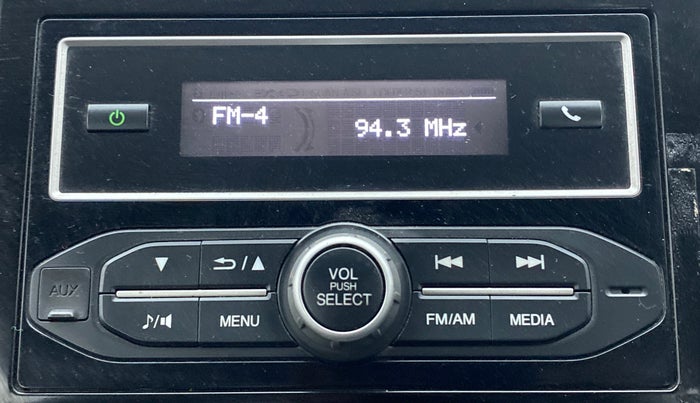 FM-4
94.3 MHz
AUX
VOL
PUSH
SELECT
MENU
FM/AM
MEDIA